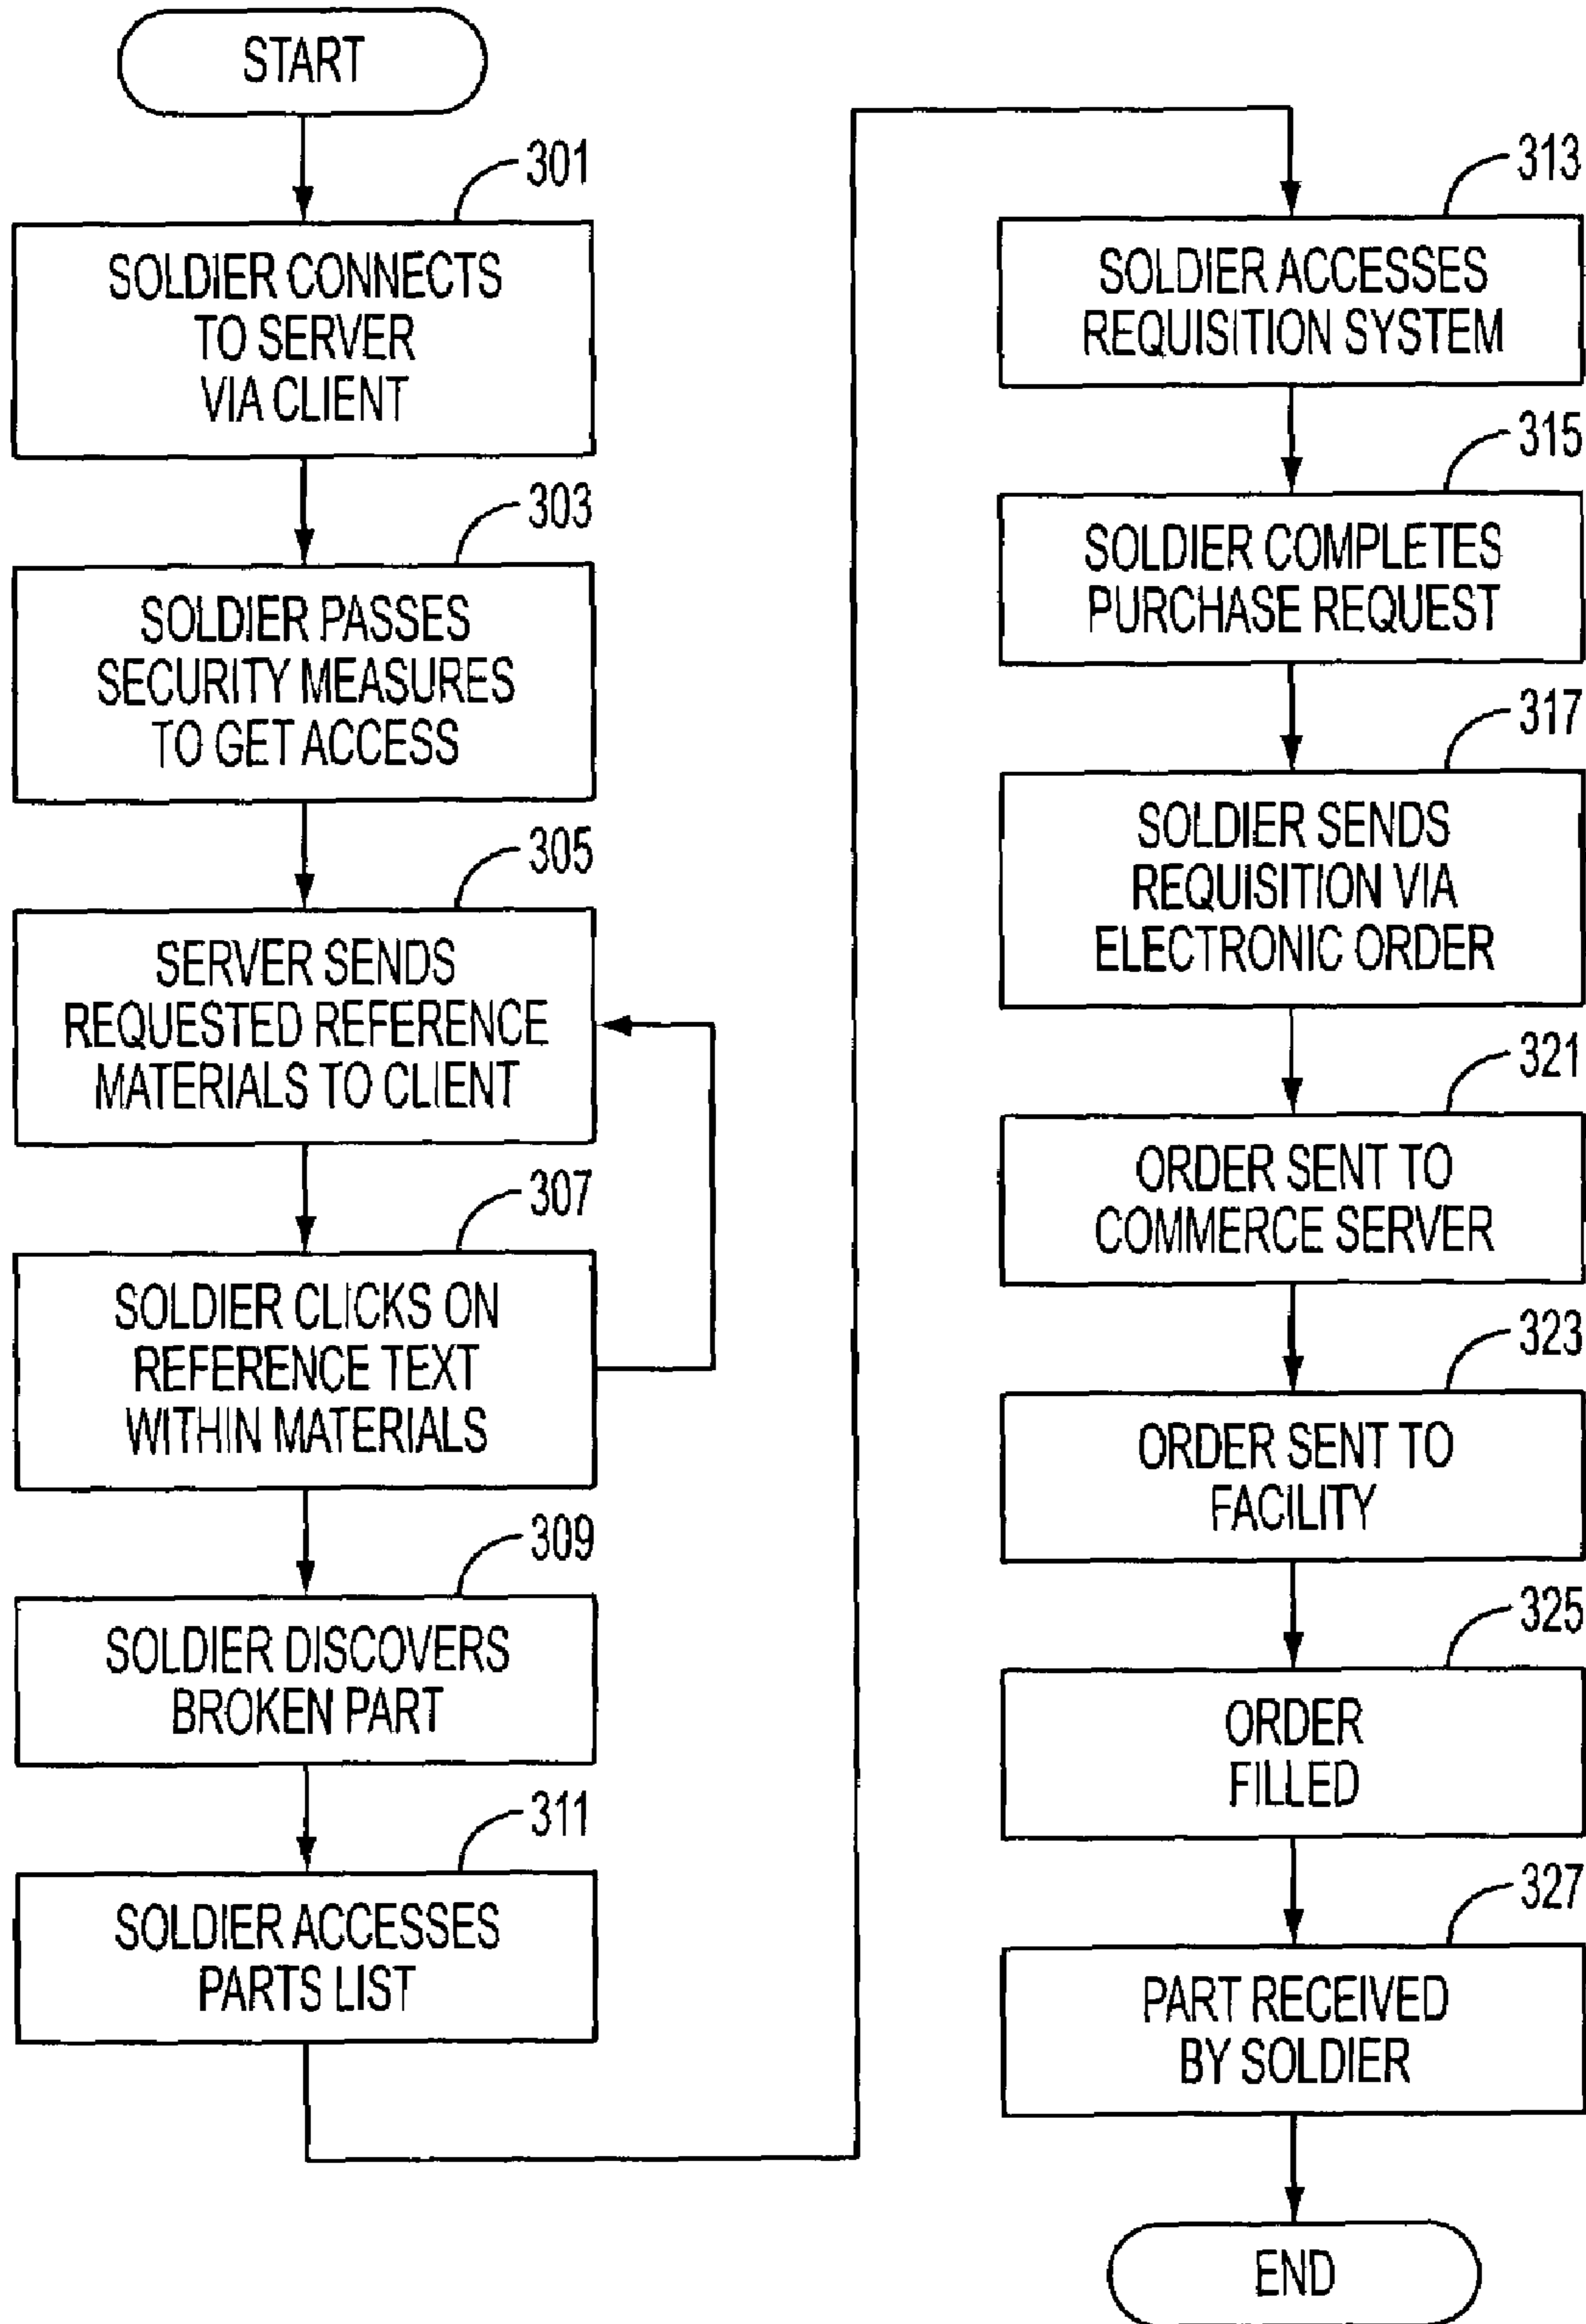 START
301
SOLDIER CONNECTS
TO SERVER
VIA CLIENT
303
SOLDIER PASSES
SECURITY MEASURES
TO GET ACCESS
305
SERVER SENDS
REQUESTED REFERENCE
MATERIALS TO CLIENT
307
SOLDIER CLICKS ON
REFERENCE TEXT
WITHIN MATERIALS
309
SOLDIER DISCOVERS
BROKEN PART
311
SOLDIER ACCESSES
PARTS LIST
313
SOLDIER ACCESSES
REQUISITION SYSTEM
315
SOLDIER COMPLETES
PURCHASE REQUEST
317
SOLDIER SENDS
REQUISITION VIA
ELECTRONIC ORDER
321
ORDER SENT TO
COMMERCE SERVER
323
ORDER SENT TO
FACILITY
325
ORDER
FILLED
327
PART RECEIVED
BY SOLDIER
END